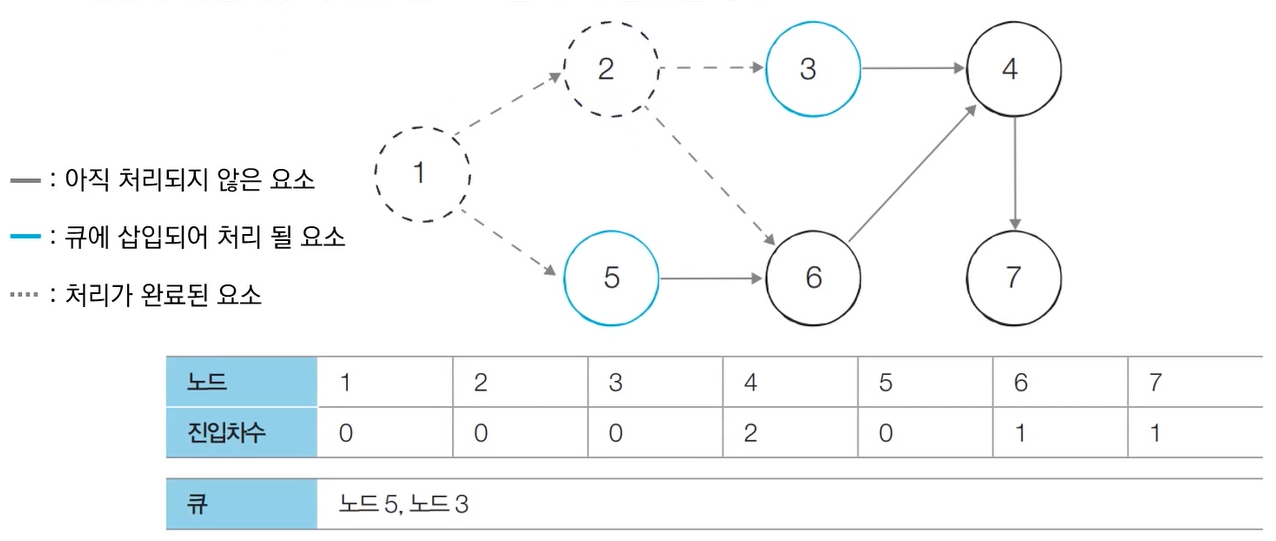 2
3
4
1
5
6
7
: 아직 처리되지 않은 요소
: 큐에 삽입되어 처리 될 요소
: 처리가 완료된 요소
노드 1 2 3 4 5 6 7
진입차수 0 0 0 2 0 1 1
큐 노드 5, 노드 3